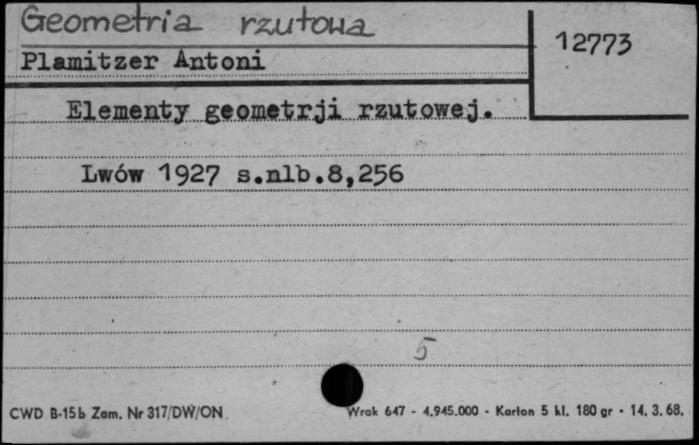 Geometria rzutowa
12773
Plamitzer Antoni
Elementy geometrji rzutowej.
Lwów 1927 s.nlb.8,256
5
CWD B-15b Zam. Nr 317/DW/ON Wrok 647 - 4.945.000 - Karton 5 kl. 180 gr - 14. 3. 68.